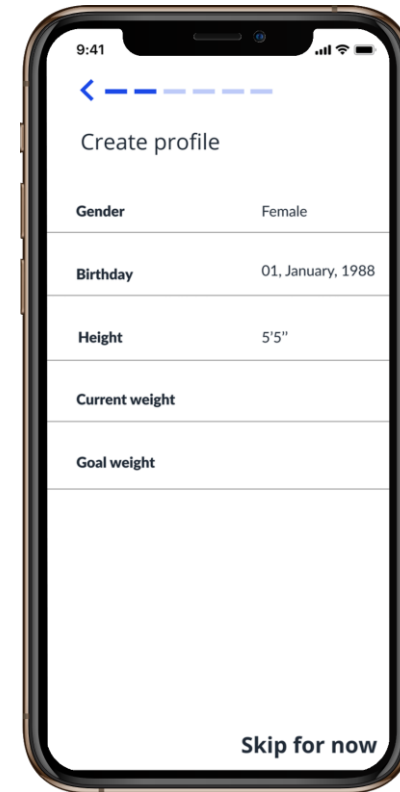 9:41
Create profile
Gender Female
Birthday 01, January, 1988
Height 5'5’’
Current weight
Goal weight
Skip for now